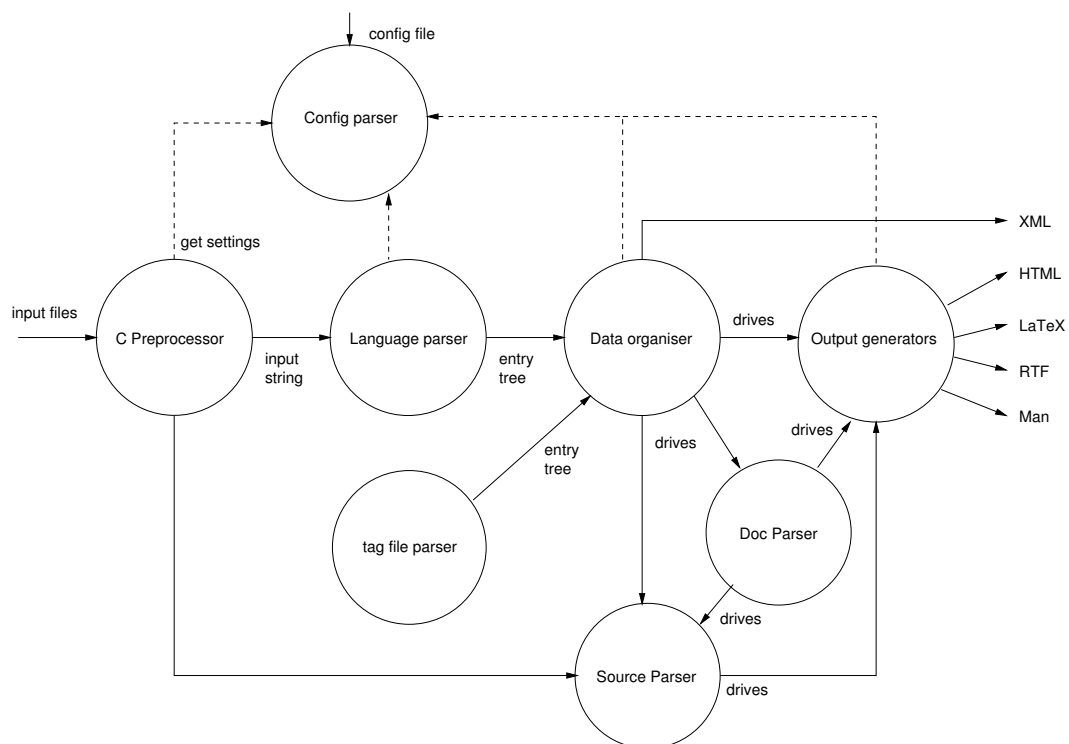 config file
Config parser
get settings
XML
HTML
input files
C Preprocessor
Language parser
Data organiser
drives
Output generators
LaTeX
input
string
entry
tree
RTF
Man
drives
drives
entry
tree
tag file parser
Doc Parser
drives
Source Parser
drives